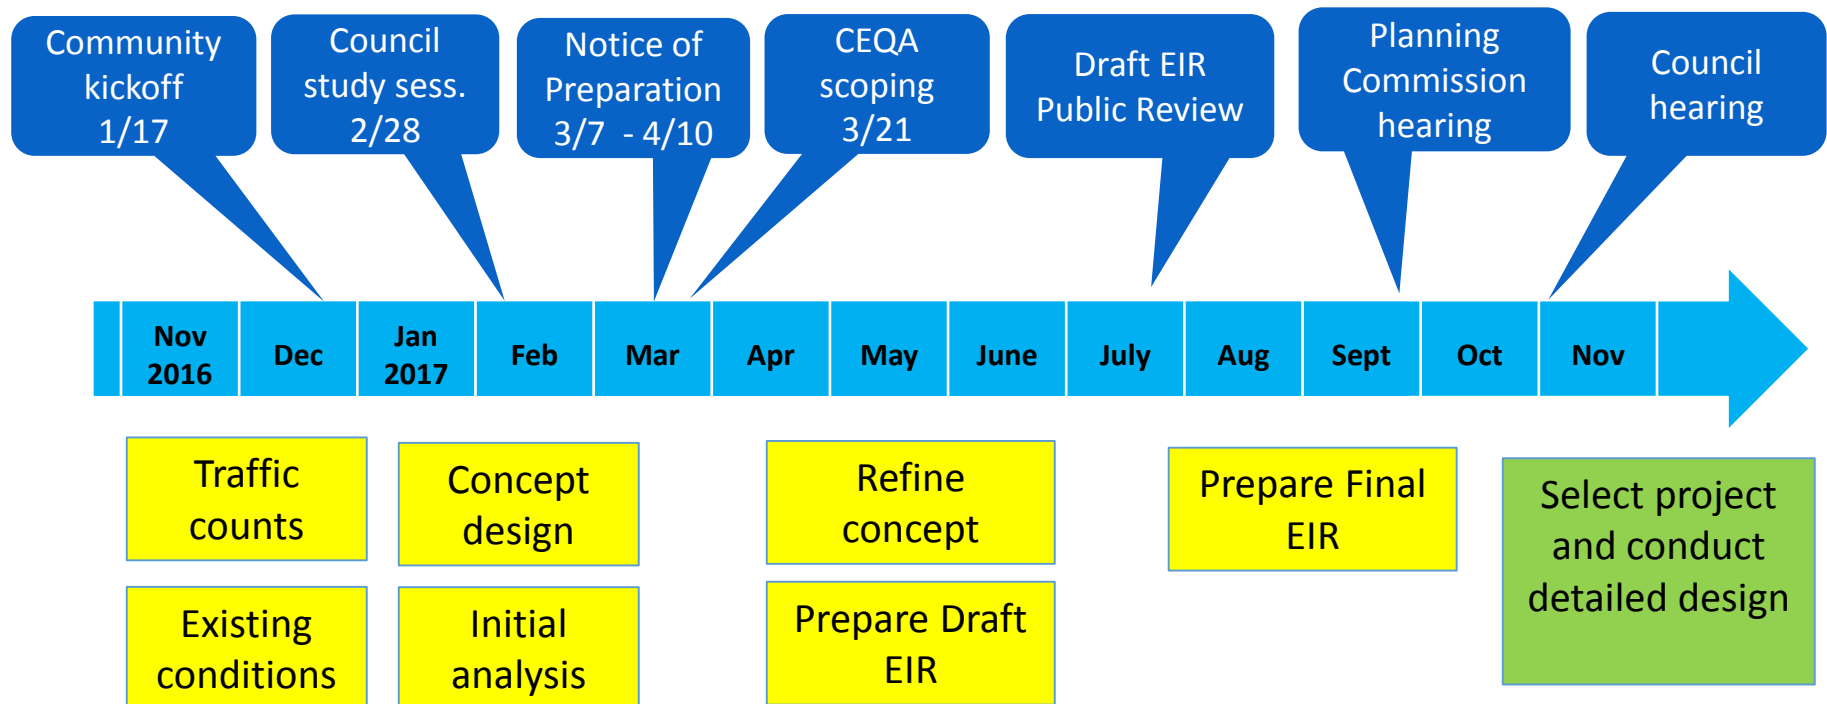 Community
kickoff
1/17
Council
study sess.
2/28
Notice of
Preparation
3/7 - 4/10
CEQA
scoping
3/21
Draft EIR
Public Review
Planning
Commission
hearing
Council
hearing
Nov
2016
Dec
Jan
2017
Feb
Mar
Apr
May
June
July
Aug
Sept
Oct
Nov
Traffic
counts
Concept
design
Refine
concept
Prepare Final
EIR
Select project
and conduct
detailed design
Existing
conditions
Initial
analysis
Prepare Draft
EIR